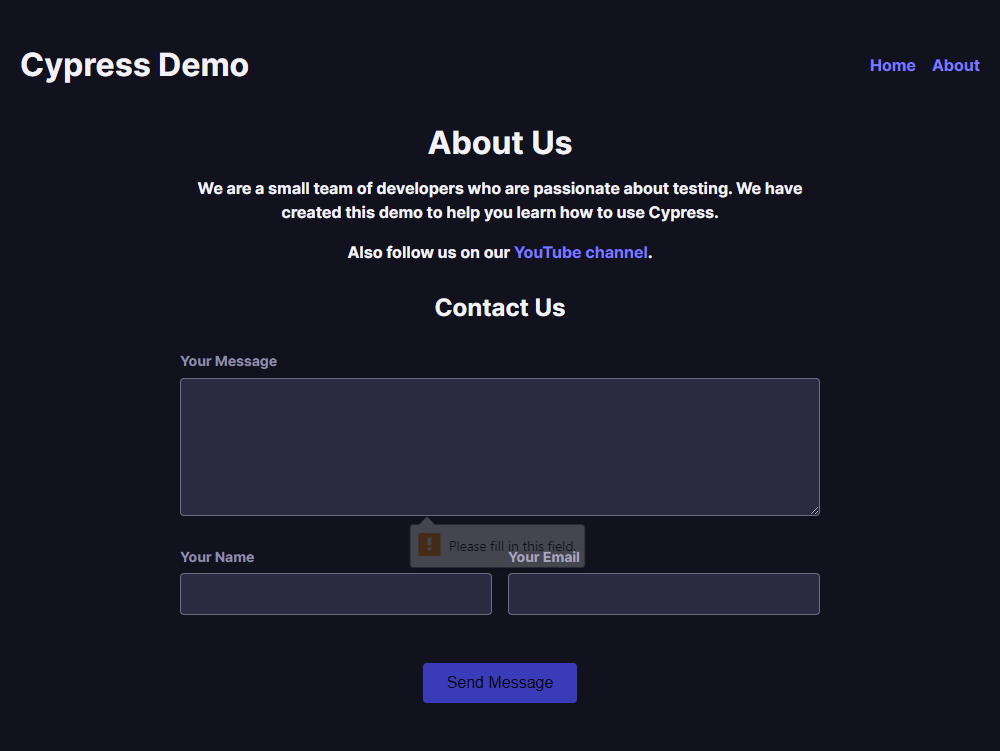 Cypress Demo
Home About
About Us
We are a small team of developers who are passionate about testing. We have
created this demo to help you learn how to use Cypress.
Also follow us on our YouTube channel.
Contact Us
Your Message
Please fill in this field.
Your Name
Your Email
Send Message